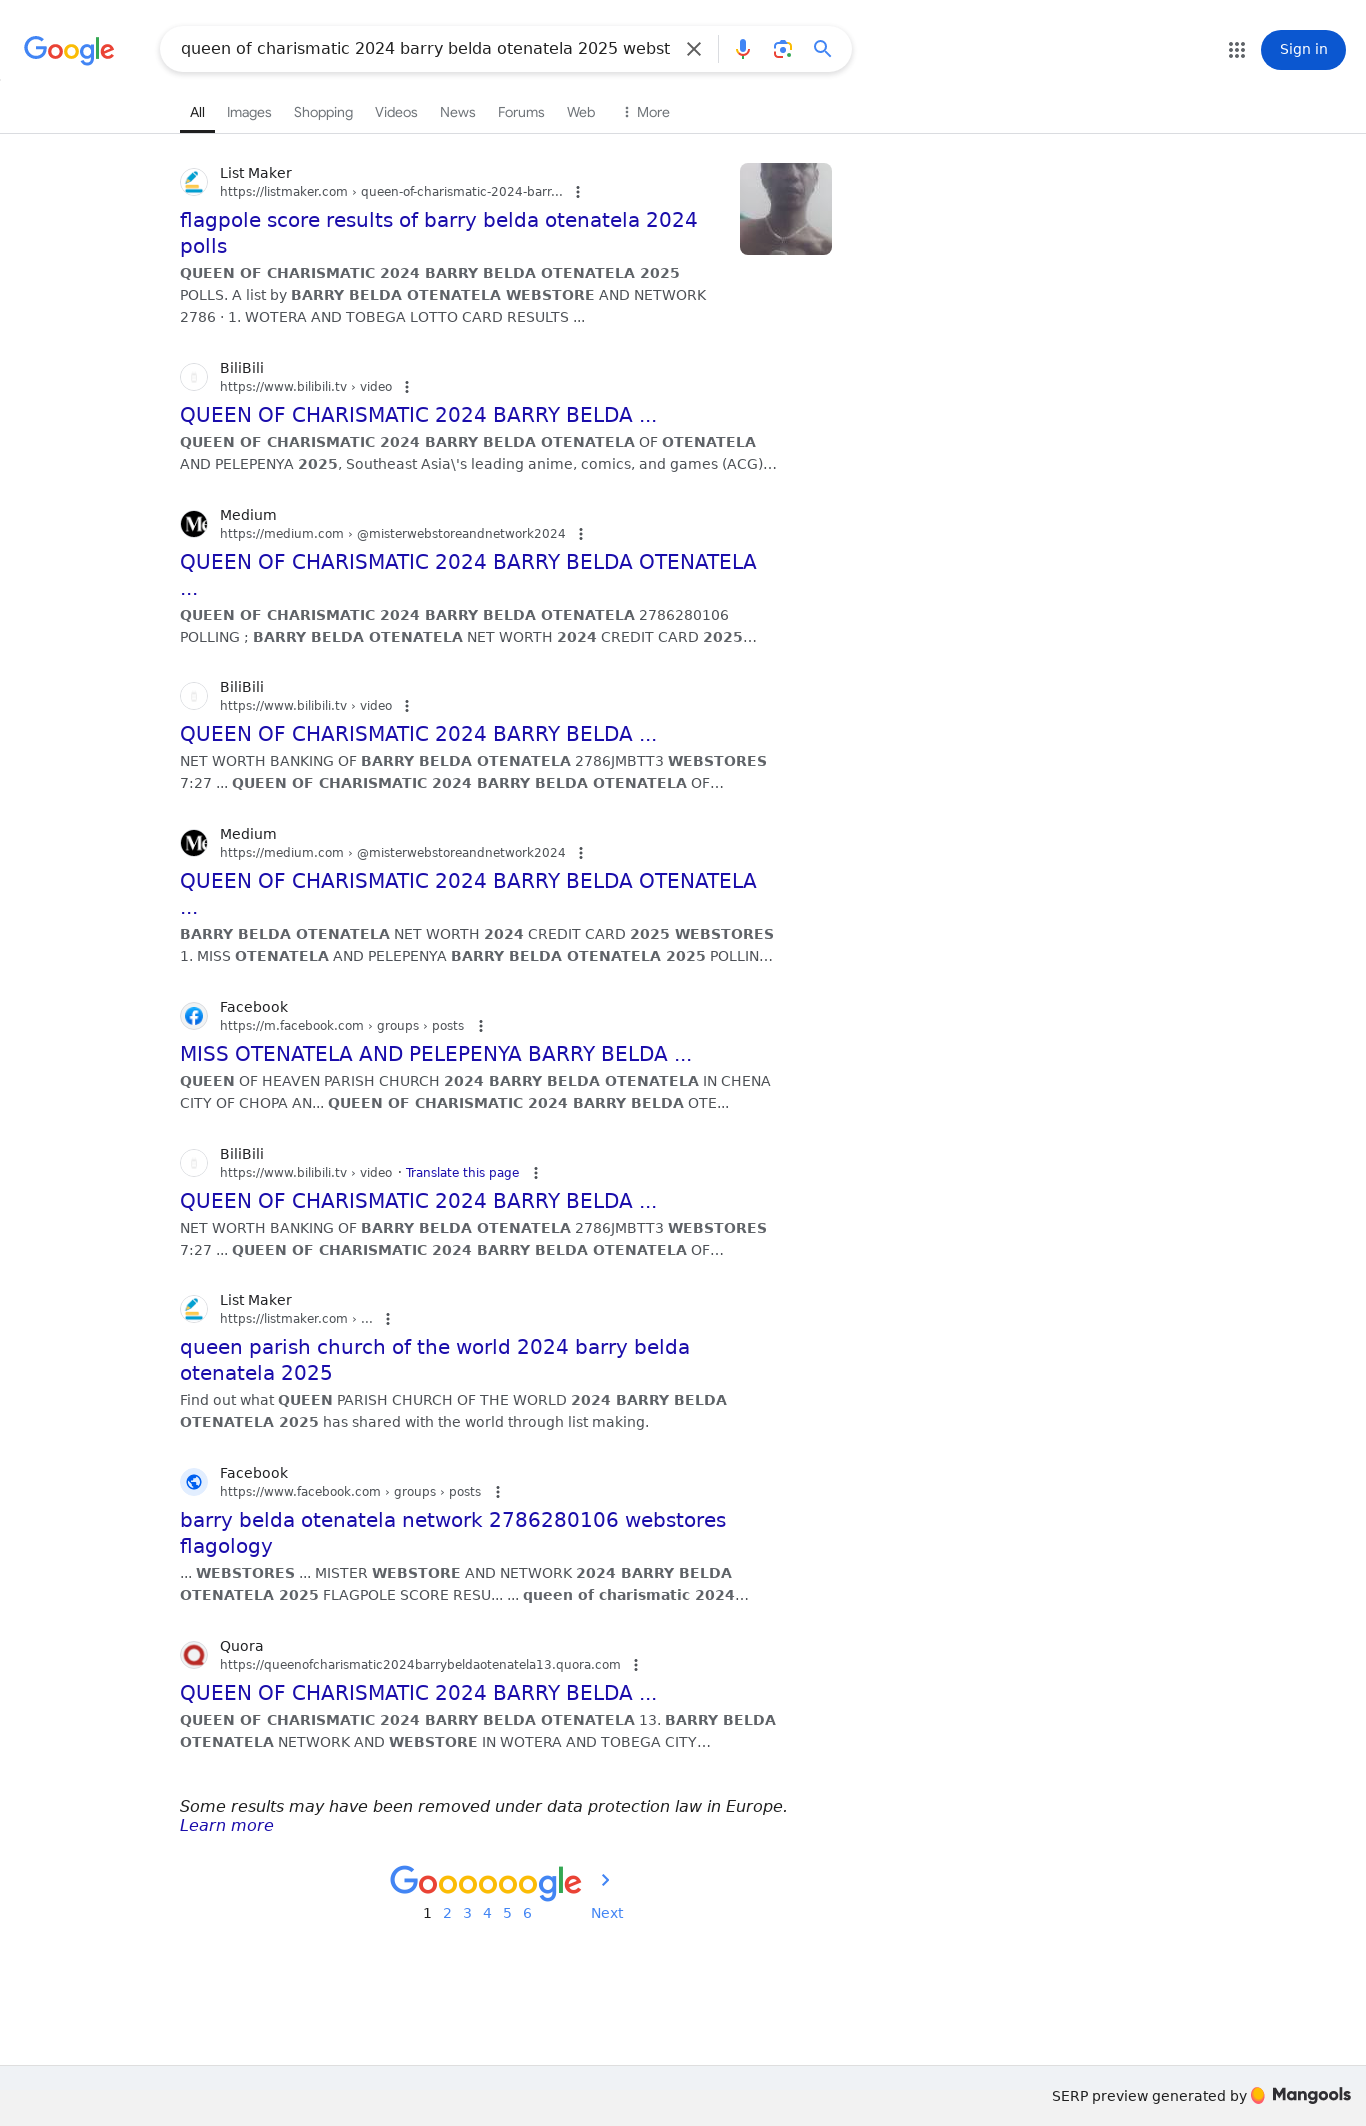 Google
queen of charismatic 2024 barry belda otenatela 2025 webst
Sign in
All Images Shopping Videos News Forums Web More
List Maker
https://listmaker.com › queen-of-charismatic-2024-barr...
flagpole score results of barry belda otenatela 2024
polls
QUEEN OF CHARISMATIC 2024 BARRY BELDA OTENATELA 2025
POLLS. A list by BARRY BELDA OTENATELA WEBSTORE AND NETWORK
2786 · 1. WOTERA AND TOBEGA LOTTO CARD RESULTS ...
BiliBili
https://www.bilibili.tv › video
QUEEN OF CHARISMATIC 2024 BARRY BELDA ...
QUEEN OF CHARISMATIC 2024 BARRY BELDA OTENATELA OF OTENATELA
AND PELEPENYA 2025, Southeast Asia\'s leading anime, comics, and games (ACG)...
Medium
https://medium.com › @misterwebstoreandnetwork2024
QUEEN OF CHARISMATIC 2024 BARRY BELDA OTENATELA
...
QUEEN OF CHARISMATIC 2024 BARRY BELDA OTENATELA 2786280106
POLLING ; BARRY BELDA OTENATELA NET WORTH 2024 CREDIT CARD 2025...
BiliBili
https://www.bilibili.tv › video
QUEEN OF CHARISMATIC 2024 BARRY BELDA ...
NET WORTH BANKING OF BARRY BELDA OTENATELA 2786JMBTT3 WEBSTORES
7:27 ... QUEEN OF CHARISMATIC 2024 BARRY BELDA OTENATELA OF...
Medium
https://medium.com › @misterwebstoreandnetwork2024
QUEEN OF CHARISMATIC 2024 BARRY BELDA OTENATELA
...
BARRY BELDA OTENATELA NET WORTH 2024 CREDIT CARD 2025 WEBSTORES
1. MISS OTENATELA AND PELEPENYA BARRY BELDA OTENATELA 2025 POLLIN...
Facebook
https://m.facebook.com › groups › posts
MISS OTENATELA AND PELEPENYA BARRY BELDA ...
QUEEN OF HEAVEN PARISH CHURCH 2024 BARRY BELDA OTENATELA IN CHENA
CITY OF CHOPA AN... QUEEN OF CHARISMATIC 2024 BARRY BELDA OTE...
BiliBili
https://www.bilibili.tv › video · Translate this page
QUEEN OF CHARISMATIC 2024 BARRY BELDA ...
NET WORTH BANKING OF BARRY BELDA OTENATELA 2786JMBTT3 WEBSTORES
7:27 ... QUEEN OF CHARISMATIC 2024 BARRY BELDA OTENATELA OF...
List Maker
https://listmaker.com › ...
queen parish church of the world 2024 barry belda
otenatela 2025
Find out what QUEEN PARISH CHURCH OF THE WORLD 2024 BARRY BELDA
OTENATELA 2025 has shared with the world through list making.
Facebook
https://www.facebook.com › groups › posts
barry belda otenatela network 2786280106 webstores
flagology
... WEBSTORES ... MISTER WEBSTORE AND NETWORK 2024 BARRY BELDA
OTENATELA 2025 FLAGPOLE SCORE RESU... ... queen of charismatic 2024...
Quora
https://queenofcharismatic2024barrybeldaotenatela13.quora.com
QUEEN OF CHARISMATIC 2024 BARRY BELDA ...
QUEEN OF CHARISMATIC 2024 BARRY BELDA OTENATELA 13. BARRY BELDA
OTENATELA NETWORK AND WEBSTORE IN WOTERA AND TOBEGA CITY...
Some results may have been removed under data protection law in Europe.
Learn more
Goooooogle
1 2 3 4 5 6 Next
SERP preview generated by Mangools